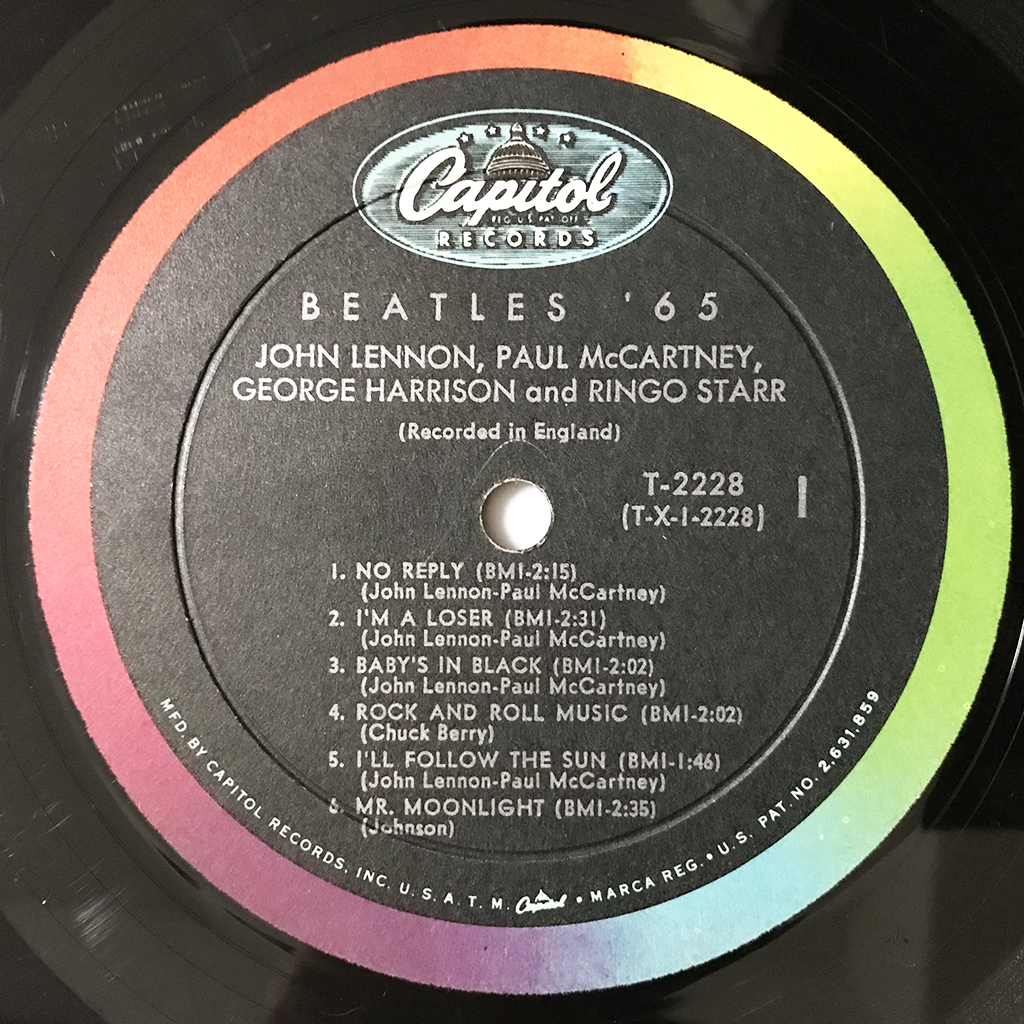 Capitol
REG. U.S. PAT. OFF.
RECORDS
BEATLES '65
JOHN LENNON, PAUL McCARTNEY,
GEORGE HARRISON and RINGO STARR
(Recorded in England)
T-2228
(T-X-1-2228)
1
1. NO REPLY (BMI-2:15)
(John Lennon-Paul McCartney)
2. I'M A LOSER (BMI-2:31)
(John Lennon-Paul McCartney)
3. BABY'S IN BLACK (BMI-2:02)
(John Lennon-Paul McCartney)
4. ROCK AND ROLL MUSIC (BMI-2:02)
(Chuck Berry)
5. I'LL FOLLOW THE SUN (BMI-1:46)
(John Lennon-Paul McCartney)
6. MR. MOONLIGHT (BMI-2:35)
(Johnson)
MFD. BY CAPITOL RECORDS, INC. U.S.A. T.M. Capitol • MARCA REG. • U.S. PAT. NO. 2,631,859